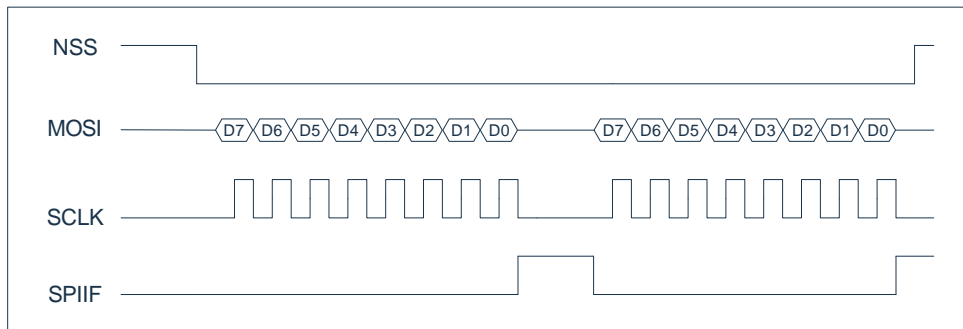 NSS
MOSI D7 D6 D5 D4 D3 D2 D1 D0 D7 D6 D5 D4 D3 D2 D1 D0
SCLK
SPIIF